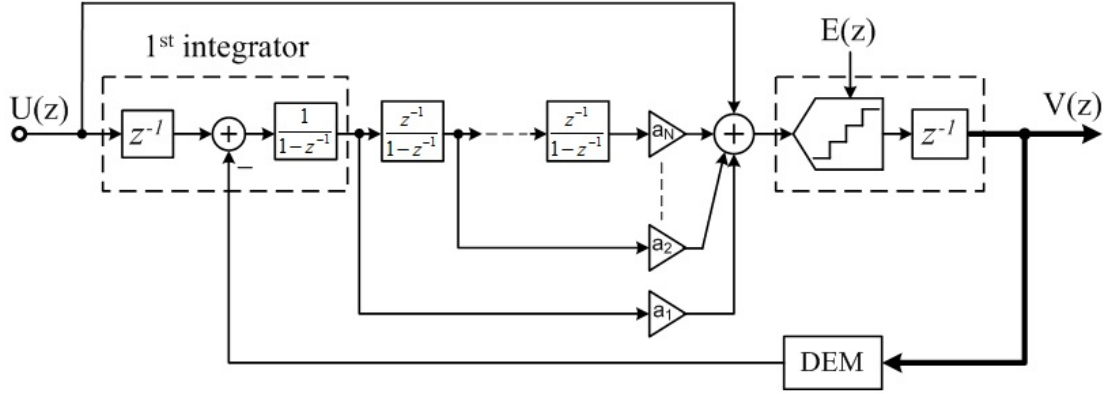 1st integrator
E(z)
U(z)
V(z)
z-1
+
1
1-z-1
z-1
1-z-1
z-1
1-z-1
aN
+
z-1
−
a2
a1
DEM